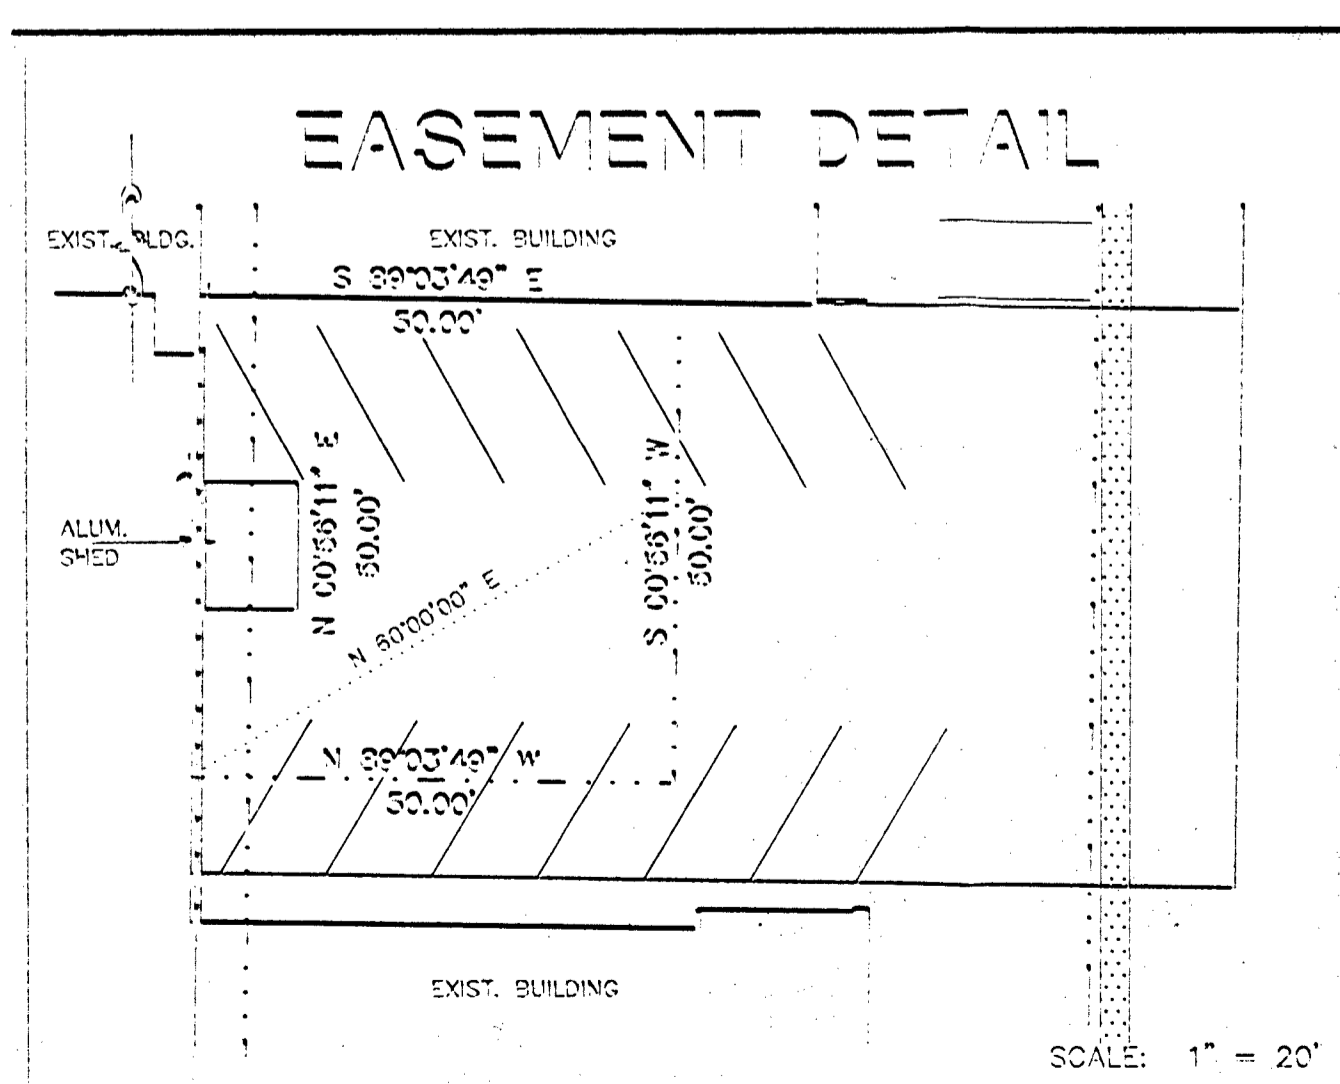 EASEMENT DETAIL
EXIST. BLDG.
EXIST. BUILDING
S 89°03'49" E
50.00'
N 00°56'11" E
50.00'
S 00°56'11" W
50.00'
ALUM.
SHED
N 60°00'00" E
N 89°03'49" W
50.00'
EXIST. BUILDING
SCALE: 1" = 20'